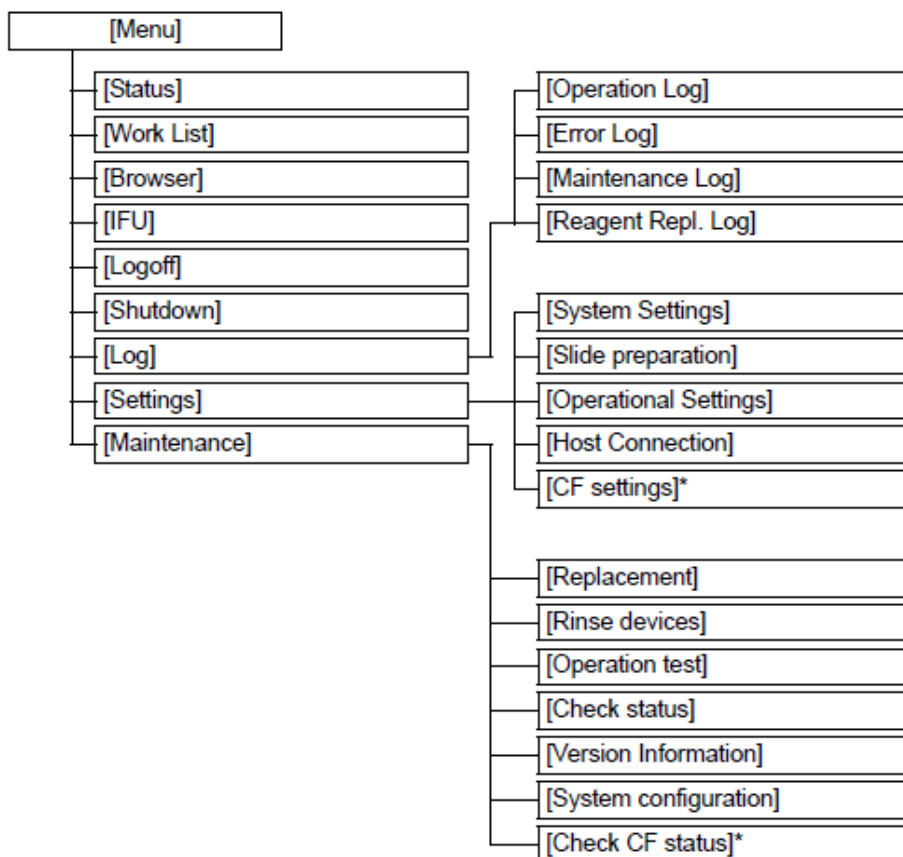 [Menu]
[Status]
[Work List]
[Browser]
[IFU]
[Logoff]
[Shutdown]
[Log]
[Settings]
[Maintenance]
[Operation Log]
[Error Log]
[Maintenance Log]
[Reagent Repl. Log]
[System Settings]
[Slide preparation]
[Operational Settings]
[Host Connection]
[CF settings]*
[Replacement]
[Rinse devices]
[Operation test]
[Check status]
[Version Information]
[System configuration]
[Check CF status]*